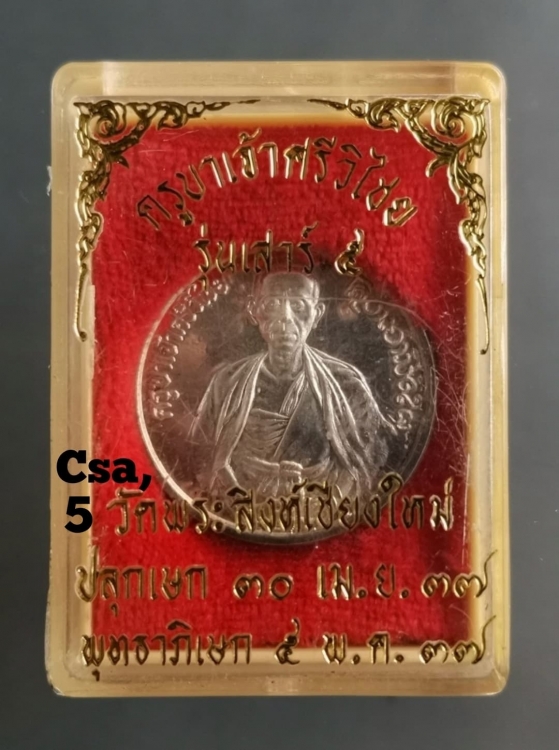 ครูบาเจ้าศรีวิไชย
รุ่นเสาร์ ๕
Csa,
5
วัดพระสิงห์เชียงใหม่
ปลุกเษก ๓๐ เม.ย.๓๗
พุทธาภิเษก ๕ พ.ค.๓๗